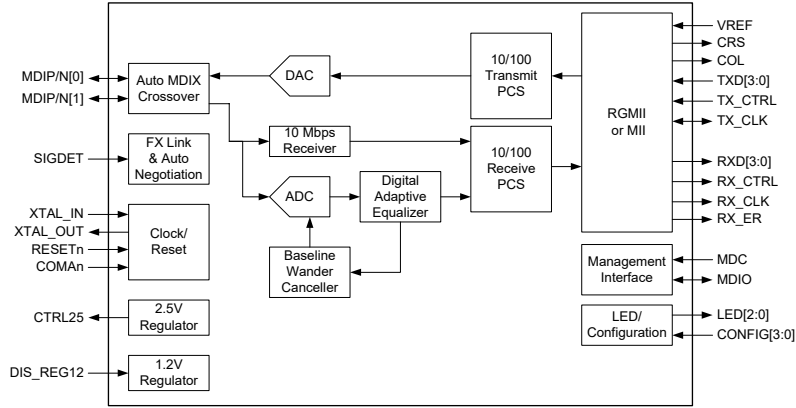 MDIP/N[0]
MDIP/N[1]
SIGDET
XTAL_IN
XTAL_OUT
RESETn
COMAn
CTRL25
DIS_REG12
Auto MDIX
Crossover
FX Link
& Auto
Negotiation
Clock/
Reset
2.5V
Regulator
1.2V
Regulator
DAC
10 Mbps
Receiver
ADC
Baseline
Wander
Canceller
Digital
Adaptive
Equalizer
10/100
Transmit
PCS
10/100
Receive
PCS
RGMII
or MII
Management
Interface
LED/
Configuration
VREF
CRS
COL
TXD[3:0]
TX_CTRL
TX_CLK
RXD[3:0]
RX_CTRL
RX_CLK
RX_ER
MDC
MDIO
LED[2:0]
CONFIG[3:0]